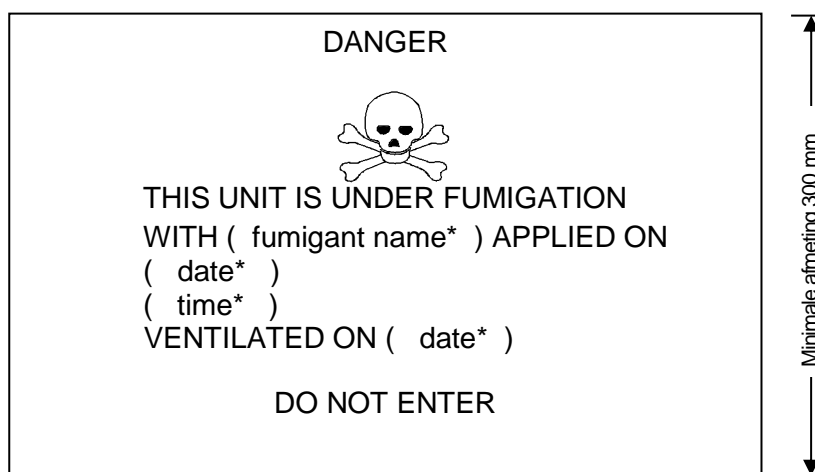 DANGER
THIS UNIT IS UNDER FUMIGATION
WITH ( fumigant name* ) APPLIED ON
( date* )
( time* )
VENTILATED ON ( date* )
DO NOT ENTER
Minimale afmeting 300 mm